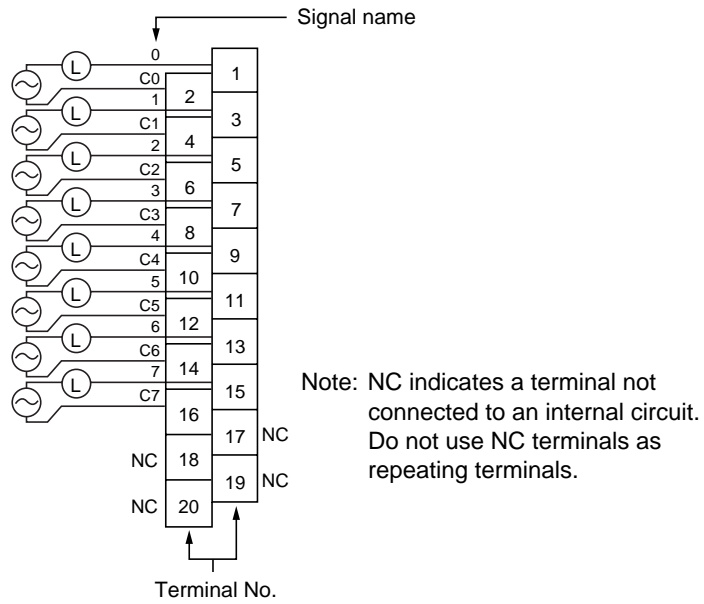 Signal name
0
L
1
C0
2
1
L
3
C1
4
2
L
5
C2
6
3
L
7
C3
8
4
L
9
C4
10
5
L
11
C5
12
6
L
13
C6
14
7
L
15
C7
16
17 NC
NC 18
19 NC
NC 20
Terminal No.
Note: NC indicates a terminal not
connected to an internal circuit.
Do not use NC terminals as
repeating terminals.